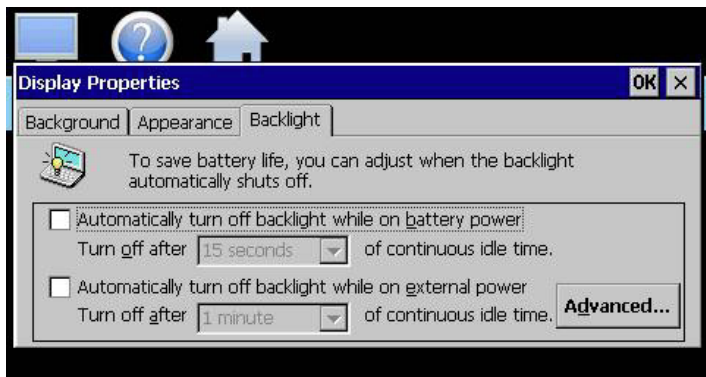 ?
Display Properties OK ×
Background Appearance Backlight
To save battery life, you can adjust when the backlight
automatically shuts off.
Automatically turn off backlight while on battery power
Turn off after 15 seconds of continuous idle time.
Automatically turn off backlight while on external power
Turn off after 1 minute of continuous idle time.
Advanced...